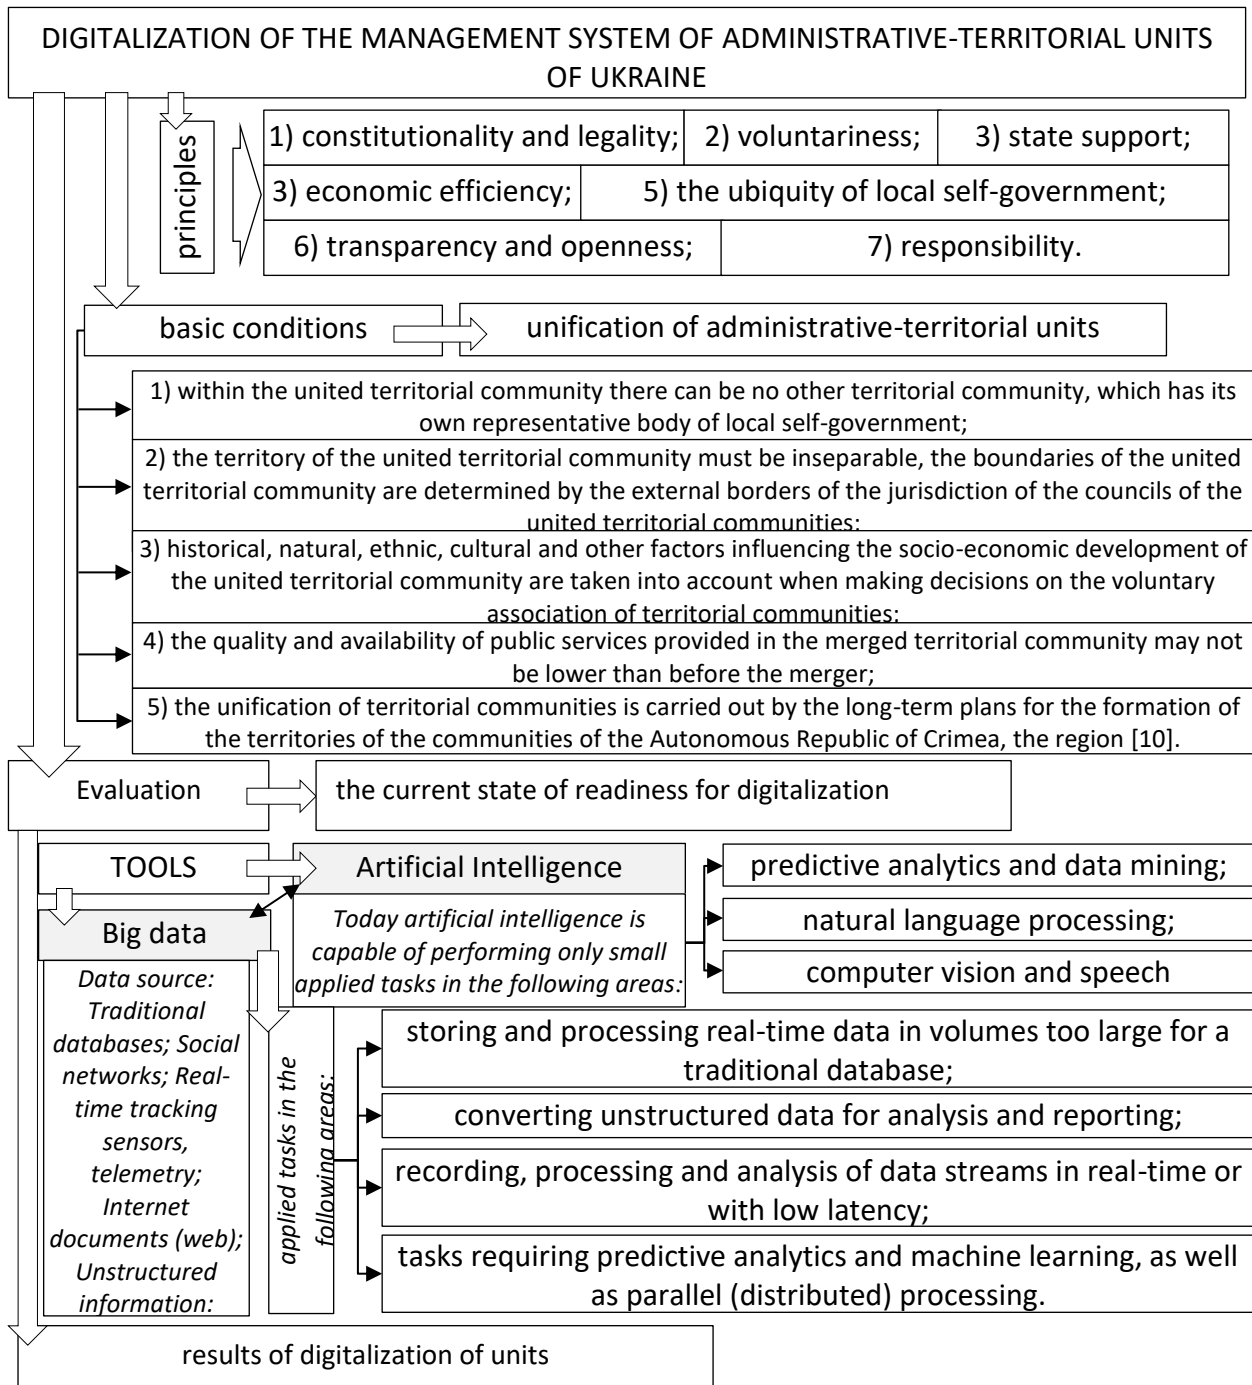 DIGITALIZATION OF THE MANAGEMENT SYSTEM OF ADMINISTRATIVE-TERRITORIAL UNITS
OF UKRAINE
principles
1) constitutionality and legality;
2) voluntariness;
3) state support;
3) economic efficiency;
5) the ubiquity of local self-government;
6) transparency and openness;
7) responsibility.
basic conditions
unification of administrative-territorial units
1) within the united territorial community there can be no other territorial community, which has its
own representative body of local self-government;
2) the territory of the united territorial community must be inseparable, the boundaries of the united
territorial community are determined by the external borders of the jurisdiction of the councils of the
united territorial communities;
3) historical, natural, ethnic, cultural and other factors influencing the socio-economic development of
the united territorial community are taken into account when making decisions on the voluntary
association of territorial communities;
4) the quality and availability of public services provided in the merged territorial community may not
be lower than before the merger;
5) the unification of territorial communities is carried out by the long-term plans for the formation of
the territories of the communities of the Autonomous Republic of Crimea, the region [10].
Evaluation
the current state of readiness for digitalization
TOOLS
Artificial Intelligence
Today artificial intelligence is
capable of performing only small
applied tasks in the following areas:
predictive analytics and data mining;
natural language processing;
computer vision and speech
Big data
Data source:
Traditional
databases; Social
networks; Real-
time tracking
sensors,
telemetry;
Internet
documents (web);
Unstructured
information:
applied tasks in the
following areas:
storing and processing real-time data in volumes too large for a
traditional database;
converting unstructured data for analysis and reporting;
recording, processing and analysis of data streams in real-time or
with low latency;
tasks requiring predictive analytics and machine learning, as well
as parallel (distributed) processing.
results of digitalization of units